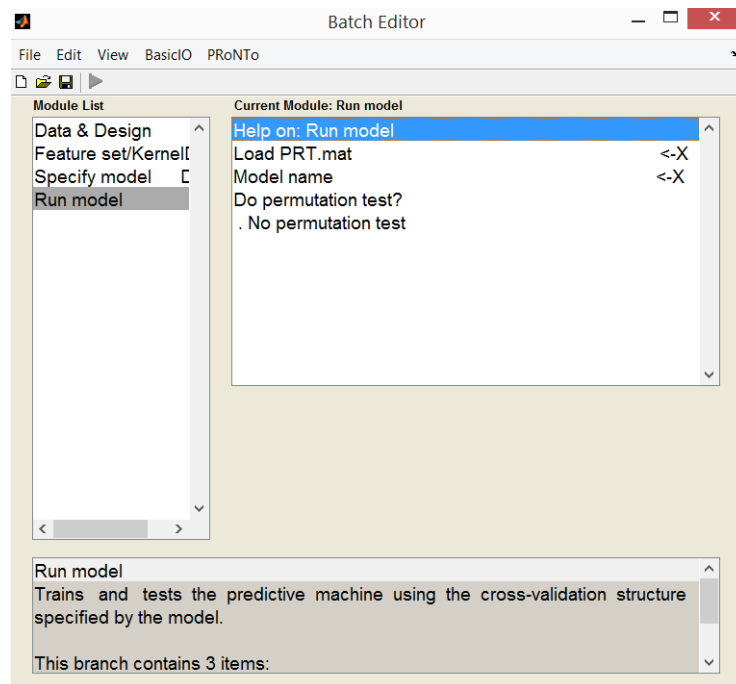 Batch Editor
File Edit View BasicIO PRoNTo
Module List
Data & Design
Feature set/Kernel
Specify model
Run model
Current Module: Run model
Help on: Run model
Load PRT.mat <-X
Model name <-X
Do permutation test?
. No permutation test
Run model
Trains and tests the predictive machine using the cross-validation structure
specified by the model.
This branch contains 3 items: